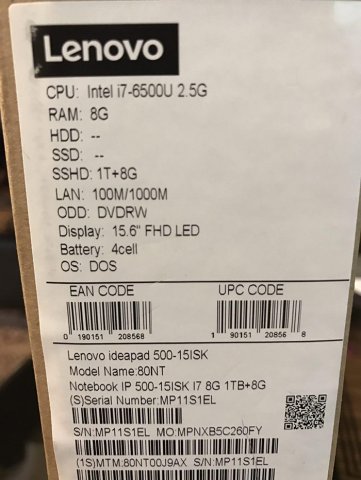 Lenovo
CPU: Intel i7-6500U 2.5G
RAM: 8G
HDD: --
SSD: --
SSHD: 1T+8G
LAN: 100M/1000M
ODD: DVDRW
Display: 15.6" FHD LED
Battery: 4cell
OS: DOS
EAN CODE UPC CODE
0 190151 208568 1 90151 20856 8
Lenovo ideapad 500-15ISK
Model Name:80NT
Notebook IP 500-15ISK I7 8G 1TB+8G
(S)Serial Number:MP11S1EL
S/N:MP11S1EL MO:MPNXB5C260FY
(1S)MTM:80NT00J9AX S/N:MP11S1EL